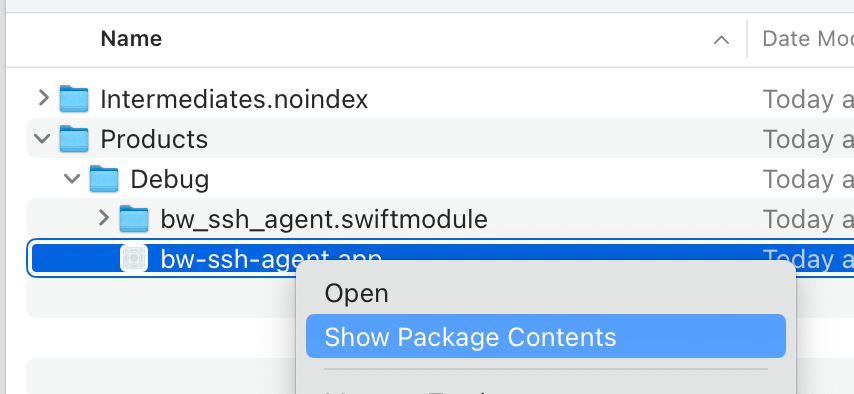 Name Date Mo
Intermediates.noindex Today a
Products Today a
Debug Today a
bw_ssh_agent.swiftmodule Today a
bw-ssh-agent.app Today a
Open
Show Package Contents